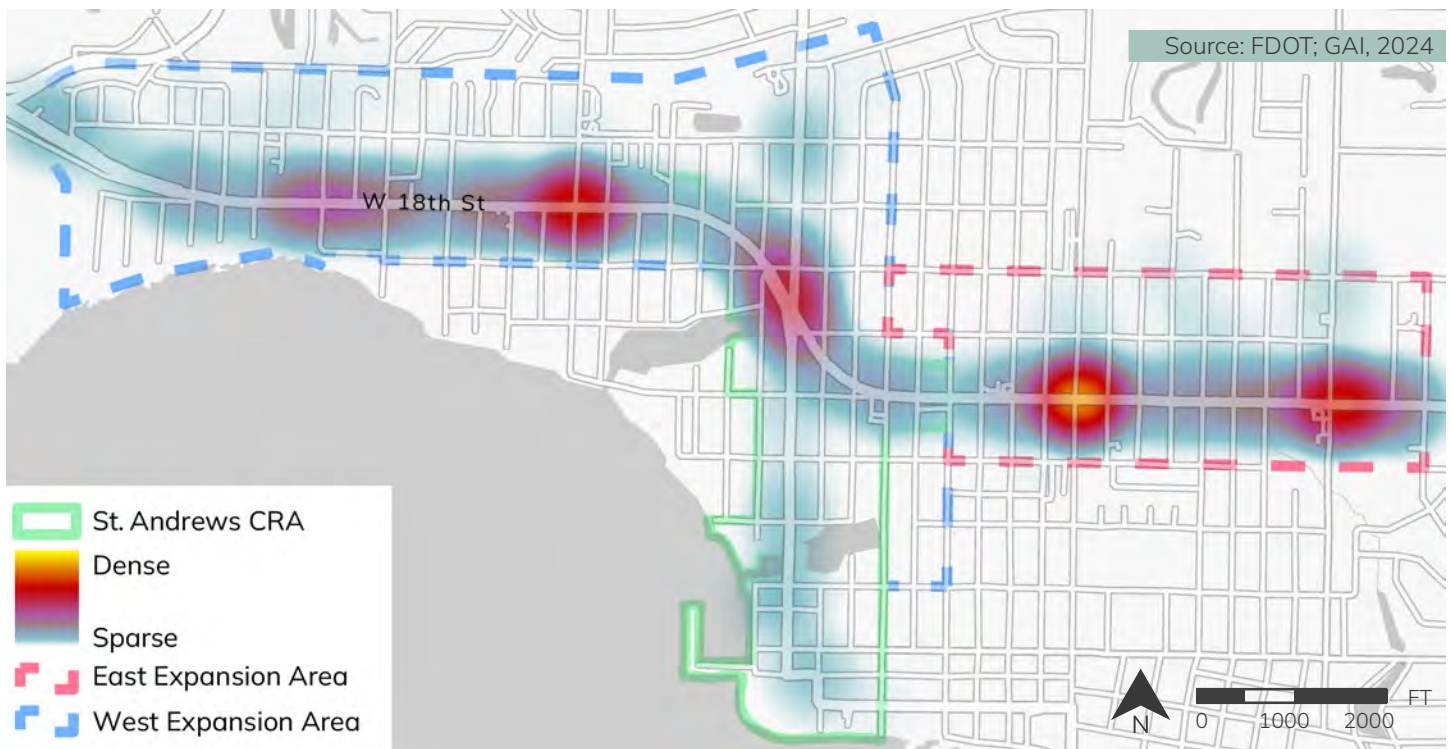 Source: FDOT; GAI, 2024
W 18th St
St. Andrews CRA
Dense
Sparse
East Expansion Area
West Expansion Area
N
FT
0 1000 2000